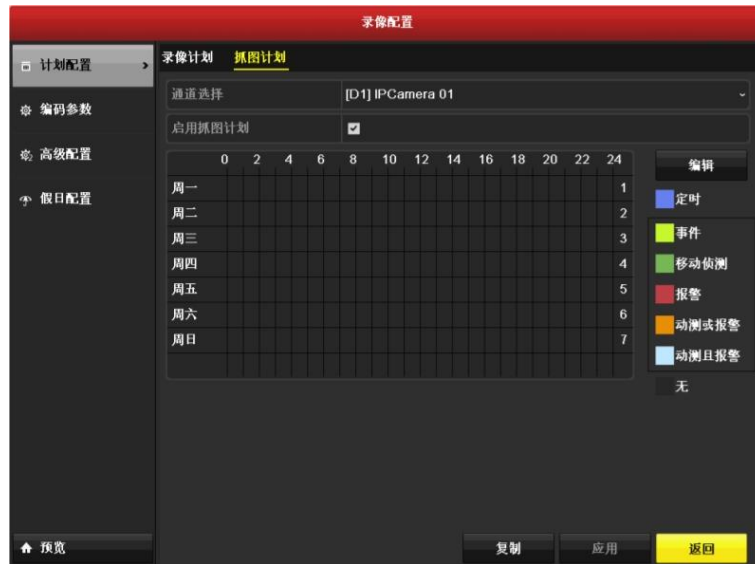 录像配置
计划配置
编码参数
高级配置
假日配置
录像计划 抓图计划
通道选择 [D1] IPCamera 01
启用抓图计划
0 2 4 6 8 10 12 14 16 18 20 22 24
周一 1
周二 2
周三 3
周四 4
周五 5
周六 6
周日 7
编辑
定时
事件
移动侦测
报警
动测或报警
动测且报警
无
预览
复制 应用 返回